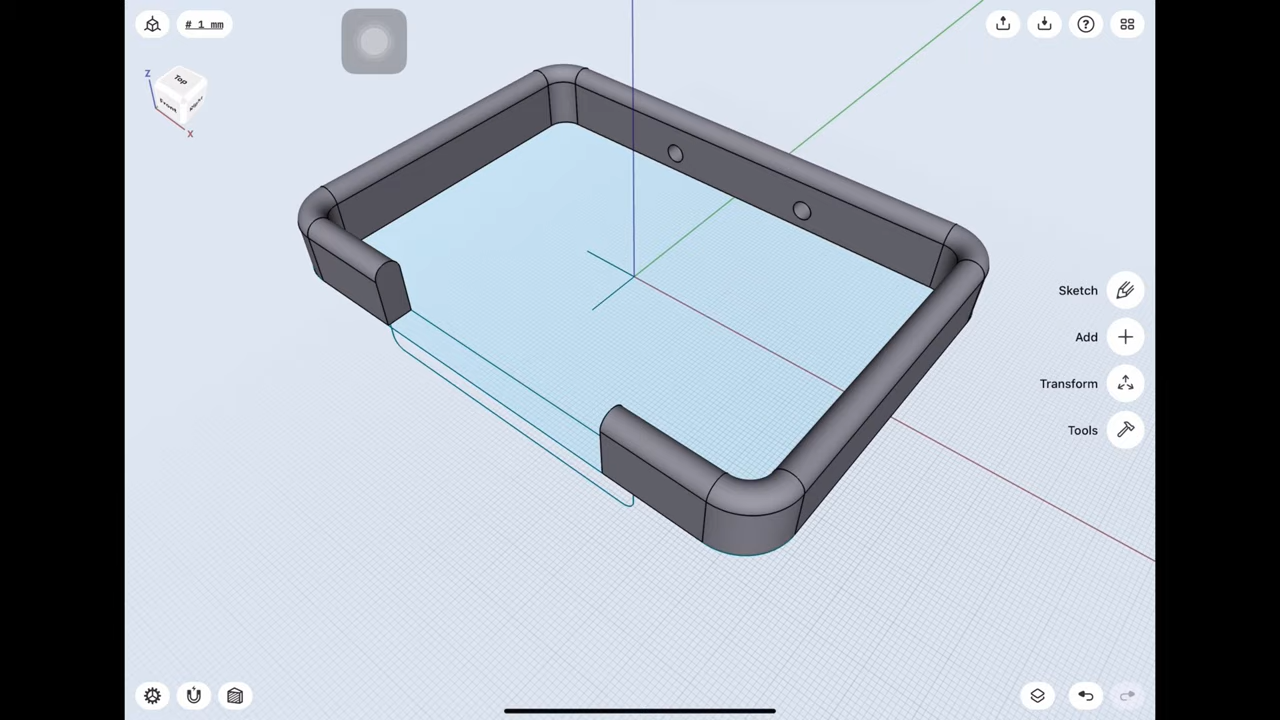 # 1 mm
Z
Top
Front
Right
X
Sketch
Add
Transform
Tools